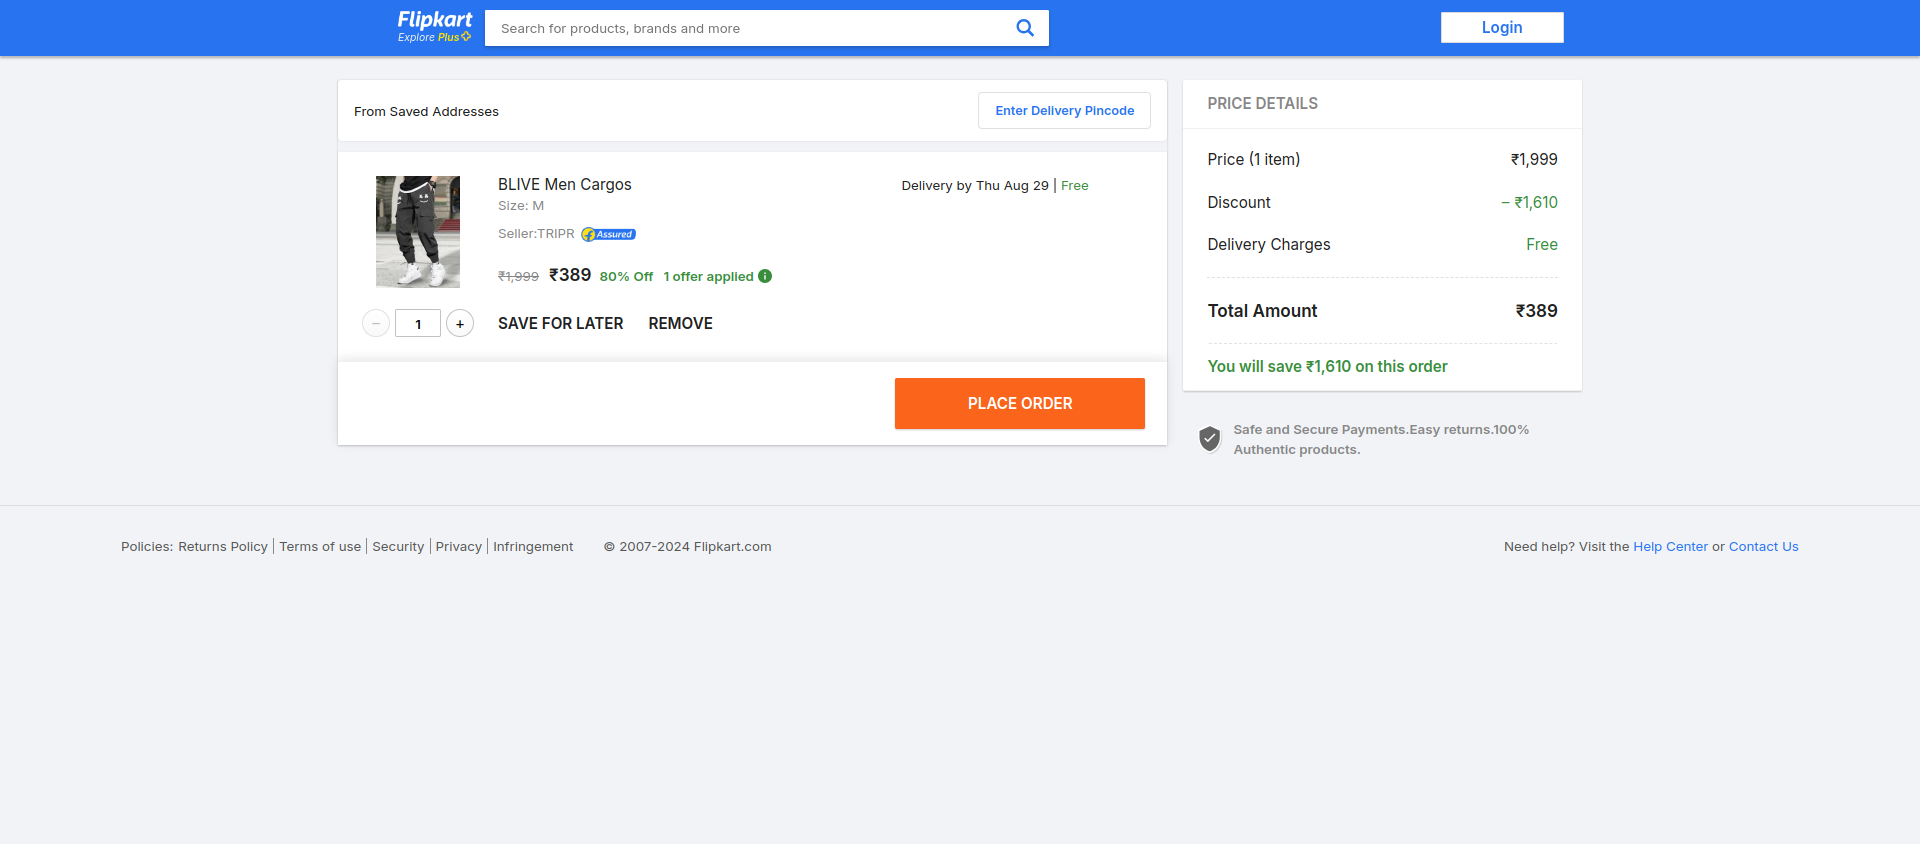 Flipkart
Explore Plus
Search for products, brands and more
Login
From Saved Addresses
Enter Delivery Pincode
BLIVE Men Cargos
Delivery by Thu Aug 29 | Free
Size: M
Seller:TRIPR
Assured
₹1,999 ₹389 80% Off 1 offer applied
1
SAVE FOR LATER REMOVE
PLACE ORDER
PRICE DETAILS
Price (1 item) ₹1,999
Discount − ₹1,610
Delivery Charges Free
Total Amount ₹389
You will save ₹1,610 on this order
Safe and Secure Payments.Easy returns.100%
Authentic products.
Policies: Returns Policy | Terms of use | Security | Privacy | Infringement © 2007-2024 Flipkart.com
Need help? Visit the Help Center or Contact Us